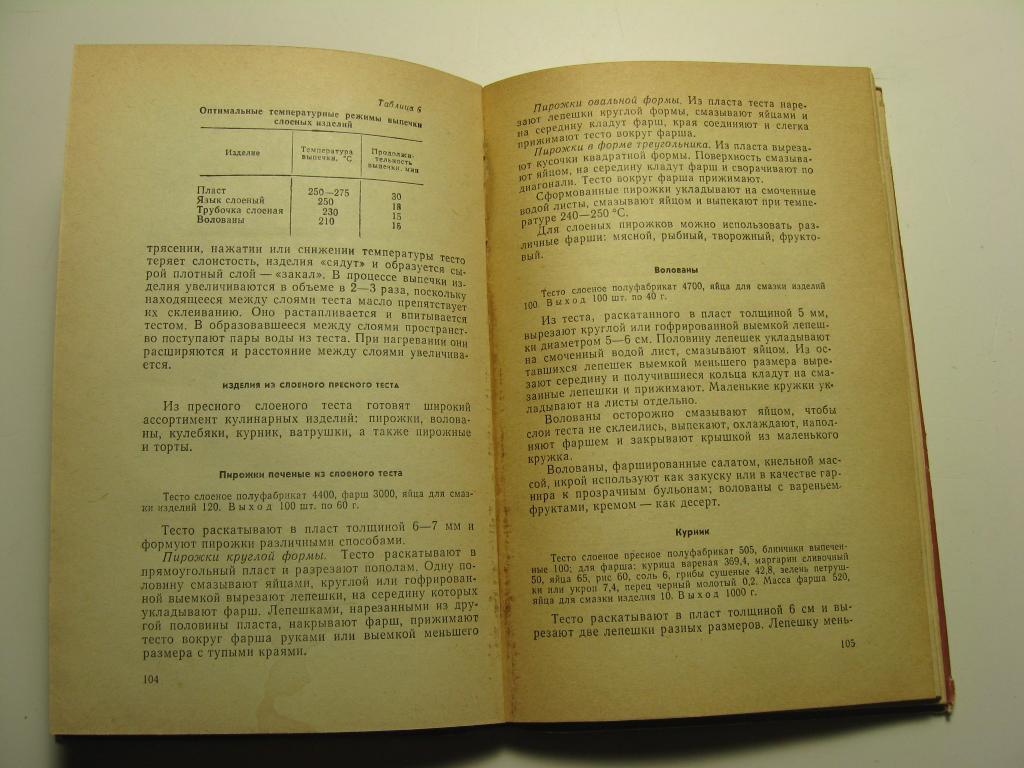 Таблица 6
Оптимальные температурные режимы выпечки
слоеных изделий
Изделие
Температура
выпечки, °С
Продолжи-
тельность
выпечки, мин
Пласт 250—275 30
Язык слоеный 250 18
Трубочка слоеная 230 15
Волованы 210 16
трясении, нажатии или снижении температуры тесто
теряет слоистость, изделия «сядут» и образуется сы-
рой плотный слой — «закал». В процессе выпечки из-
делия увеличиваются в объеме в 2—3 раза, поскольку
находящееся между слоями теста масло препятствует
их склеиванию. Оно растапливается и впитывается
тестом. В образовавшееся между слоями пространст-
во поступают пары воды из теста. При нагревании они
расширяются и расстояние между слоями увеличива-
ется.
ИЗДЕЛИЯ ИЗ СЛОЕНОГО ПРЕСНОГО ТЕСТА
Из пресного слоеного теста готовят широкий
ассортимент кулинарных изделий: пирожки, волова-
ны, кулебяки, курник, ватрушки, а также пирожные
и торты.
Пирожки печеные из слоеного теста
Тесто слоеное полуфабрикат 4400, фарш 3000, яйца для смаз-
ки изделий 120. Выход 100 шт. по 60 г.
Тесто раскатывают в пласт толщиной 6—7 мм и
формуют пирожки различными способами.
Пирожки круглой формы. Тесто раскатывают в
прямоугольный пласт и разрезают пополам. Одну по-
ловину смазывают яйцами, круглой или гофрирован-
ной выемкой вырезают лепешки, на середину которых
укладывают фарш. Лепешками, нарезанными из дру-
гой половины пласта, накрывают фарш, прижимают
тесто вокруг фарша руками или выемкой меньшего
размера с тупыми краями.
104
Пирожки овальной формы. Из пласта теста наре-
зают лепешки круглой формы, смазывают яйцами и
на середину кладут фарш, края соединяют и слегка
прижимают тесто вокруг фарша.
Пирожки в форме треугольника. Из пласта выреза-
ют кусочки квадратной формы. Поверхность смазыва-
ют яйцом, на середину кладут фарш и сворачивают по
диагонали. Тесто вокруг фарша прижимают.
Сформованные пирожки укладывают на смоченные
водой листы, смазывают яйцом и выпекают при темпе-
ратуре 240—250 °С.
Для слоеных пирожков можно использовать раз-
личные фарши: мясной, рыбный, творожный, фрукто-
вый.
Волованы
Тесто слоеное полуфабрикат 4700, яйца для смазки изделий
100. Выход 100 шт. по 40 г.
Из теста, раскатанного в пласт толщиной 5 мм,
вырезают круглой или гофрированной выемкой лепеш-
ки диаметром 5—6 см. Половину лепешек укладывают
на смоченный водой лист, смазывают яйцом. Из ос-
тавшихся лепешек выемкой меньшего размера выре-
зают середину и получившиеся кольца кладут на сма-
занные лепешки и прижимают. Маленькие кружки ук-
ладывают на листы отдельно.
Волованы осторожно смазывают яйцом, чтобы
слои теста не склеились, выпекают, охлаждают, напол-
няют фаршем и закрывают крышкой из маленького
кружка.
Волованы, фаршированные салатом, кнельной мас-
сой, икрой используют как закуску или в качестве гар-
нира к прозрачным бульонам; волованы с вареньем,
фруктами, кремом — как десерт.
Курник
Тесто слоеное пресное полуфабрикат 505, блинчики выпечен-
ные 100; для фарша: курица вареная 369,4, маргарин сливочный
50, яйца 65, рис 60, соль 6, грибы сушеные 42,8, зелень петруш-
ки или укроп 7,4, перец черный молотый 0,2. Масса фарша 520,
яйца для смазки изделия 10. Выход 1000 г.
Тесто раскатывают в пласт толщиной 6 см и вы-
резают две лепешки разных размеров. Лепешку мень-
105